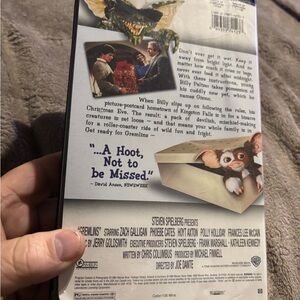 Don't ever get it wet. Keep it
away from bright light. And no
matter how much it cries or begs,
never ever feed it after midnight.
With these instructions, young
Billy Peltzer takes possession of
his cuddly new pet, which he
names Gizmo.
When Billy slips up on following the rules, his
picture-postcard hometown of Kingston Falls is in for a bizarre
Christmas Eve. The result: a pack of devilish, mischief-making
creatures is set loose – and that means your whole family is in
for a roller-coaster ride of wild fun and fright.
Get ready for Gremlins
"...A Hoot,
Not to
be Missed."
– David Ansen, NEWSWEEK
STEVEN SPIELBERG PRESENTS
"GREMLINS" STARRING ZACH GALLIGAN PHOEBE CATES HOYT AXTON POLLY HOLLIDAY FRANCES LEE McCAIN
BY JERRY GOLDSMITH EXECUTIVE PRODUCERS STEVEN SPIELBERG · FRANK MARSHALL · KATHLEEN KENNEDY
WRITTEN BY CHRIS COLUMBUS PRODUCED BY MICHAEL FINNELL
DIRECTED BY JOE DANTE